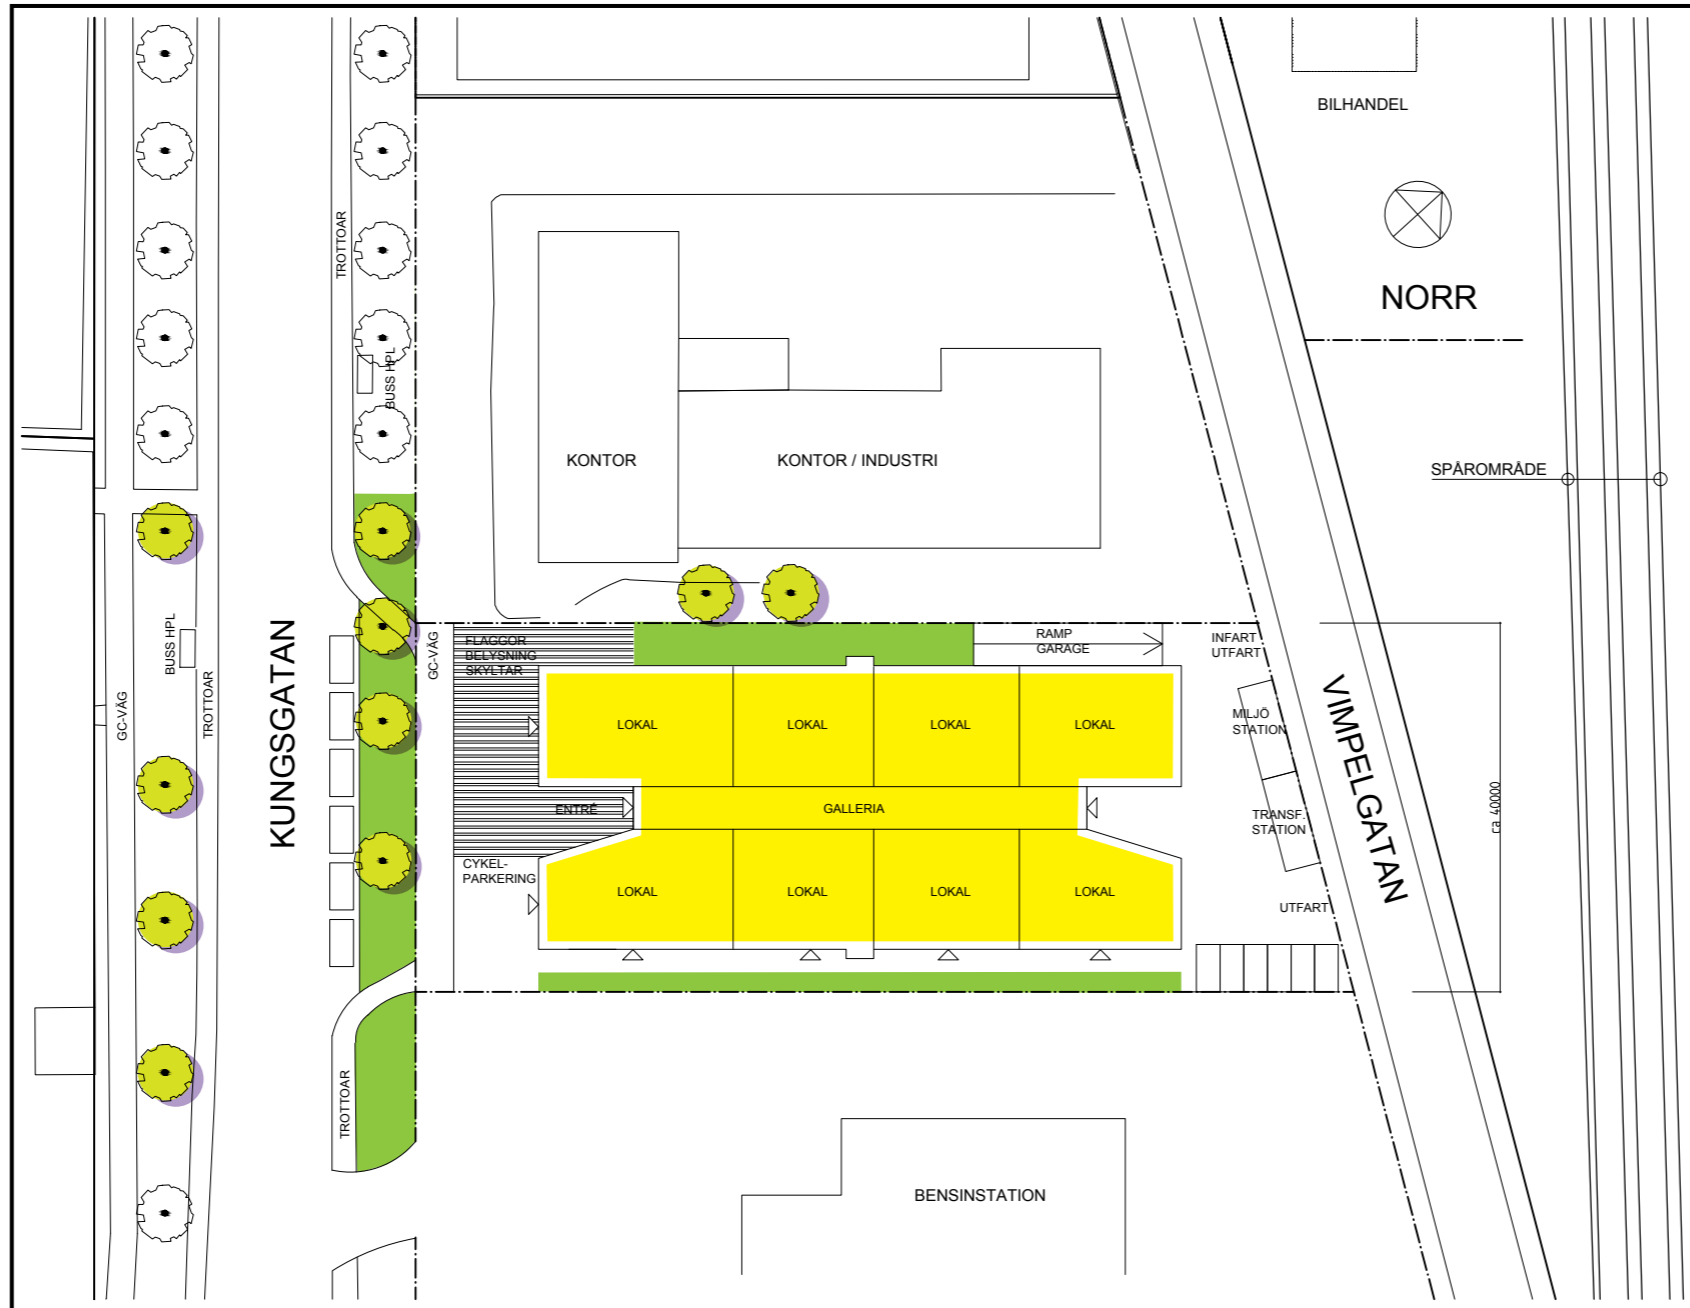 BILHANDEL
TROTTOAR
NORR
BUSS HPL
KONTOR
KONTOR / INDUSTRI
SPÅROMRÅDE
BUSS HPL
GC-VÄG
TROTTOAR
KUNGSGATAN
GC-VÄG
FLAGGOR
BELYSNING
SKYLTAR
RAMP
GARAGE
INFART
UTFART
LOKAL
LOKAL
LOKAL
LOKAL
MILJÖ
STATION
VIMPELGATAN
ENTRÉ
GALLERIA
TRANSF.
STATION
ca 40000
CYKEL-
PARKERING
LOKAL
LOKAL
LOKAL
LOKAL
UTFART
TROTTOAR
BENSINSTATION